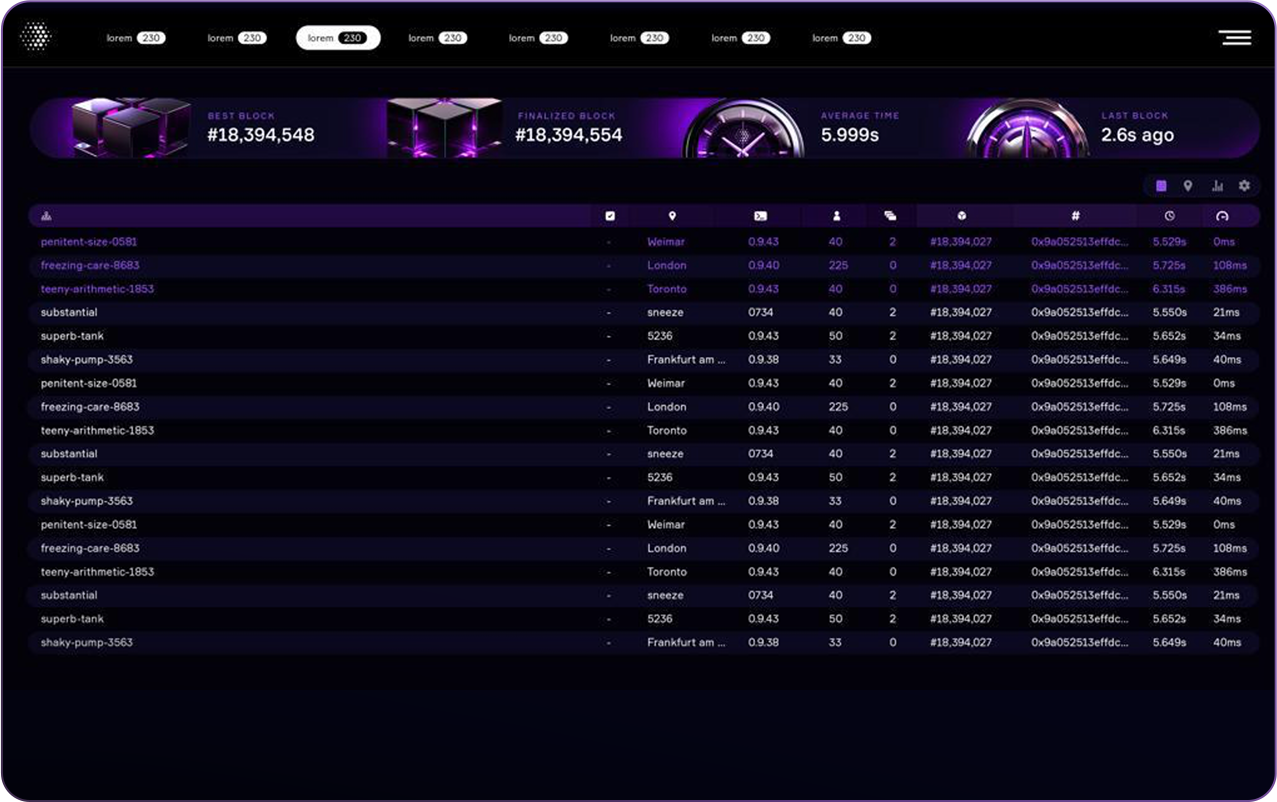 lorem 230 lorem 230 lorem 230 lorem 230 lorem 230 lorem 230 lorem 230 lorem 230
BEST BLOCK FINALIZED BLOCK AVERAGE TIME LAST BLOCK
#18,394,548 #18,394,554 5.999s 2.6s ago
#
penitent-size-0581 - Weimar 0.9.43 40 2 #18,394,027 0x9a052513effdc... 5.529s 0ms
freezing-care-8683 - London 0.9.40 225 0 #18,394,027 0x9a052513effdc... 5.725s 108ms
teeny-arithmetic-1853 - Toronto 0.9.43 40 0 #18,394,027 0x9a052513effdc... 6.315s 386ms
substantial - sneeze 0734 40 2 #18,394,027 0x9a052513effdc... 5.550s 21ms
superb-tank - 5236 0.9.43 50 2 #18,394,027 0x9a052513effdc... 5.652s 34ms
shaky-pump-3563 - Frankfurt am ... 0.9.38 33 0 #18,394,027 0x9a052513effdc... 5.649s 40ms
penitent-size-0581 - Weimar 0.9.43 40 2 #18,394,027 0x9a052513effdc... 5.529s 0ms
freezing-care-8683 - London 0.9.40 225 0 #18,394,027 0x9a052513effdc... 5.725s 108ms
teeny-arithmetic-1853 - Toronto 0.9.43 40 0 #18,394,027 0x9a052513effdc... 6.315s 386ms
substantial - sneeze 0734 40 2 #18,394,027 0x9a052513effdc... 5.550s 21ms
superb-tank - 5236 0.9.43 50 2 #18,394,027 0x9a052513effdc... 5.652s 34ms
shaky-pump-3563 - Frankfurt am ... 0.9.38 33 0 #18,394,027 0x9a052513effdc... 5.649s 40ms
penitent-size-0581 - Weimar 0.9.43 40 2 #18,394,027 0x9a052513effdc... 5.529s 0ms
freezing-care-8683 - London 0.9.40 225 0 #18,394,027 0x9a052513effdc... 5.725s 108ms
teeny-arithmetic-1853 - Toronto 0.9.43 40 0 #18,394,027 0x9a052513effdc... 6.315s 386ms
substantial - sneeze 0734 40 2 #18,394,027 0x9a052513effdc... 5.550s 21ms
superb-tank - 5236 0.9.43 50 2 #18,394,027 0x9a052513effdc... 5.652s 34ms
shaky-pump-3563 - Frankfurt am ... 0.9.38 33 0 #18,394,027 0x9a052513effdc... 5.649s 40ms